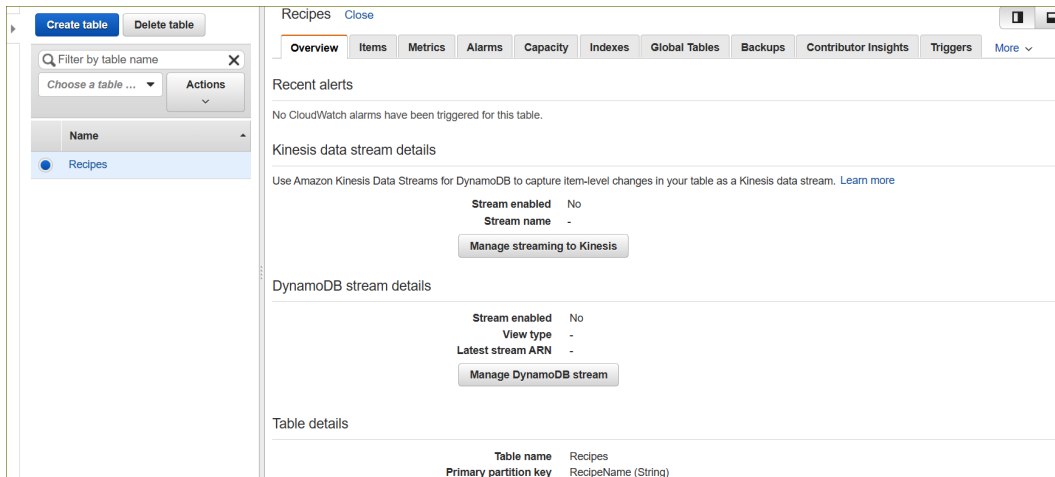 Create table Delete table
Filter by table name
Choose a table ... Actions
Name
Recipes
Recipes Close
Overview Items Metrics Alarms Capacity Indexes Global Tables Backups Contributor Insights Triggers More
Recent alerts
No CloudWatch alarms have been triggered for this table.
Kinesis data stream details
Use Amazon Kinesis Data Streams for DynamoDB to capture item-level changes in your table as a Kinesis data stream. Learn more
Stream enabled No
Stream name -
Manage streaming to Kinesis
DynamoDB stream details
Stream enabled No
View type -
Latest stream ARN -
Manage DynamoDB stream
Table details
Table name Recipes
Primary partition key RecipeName (String)